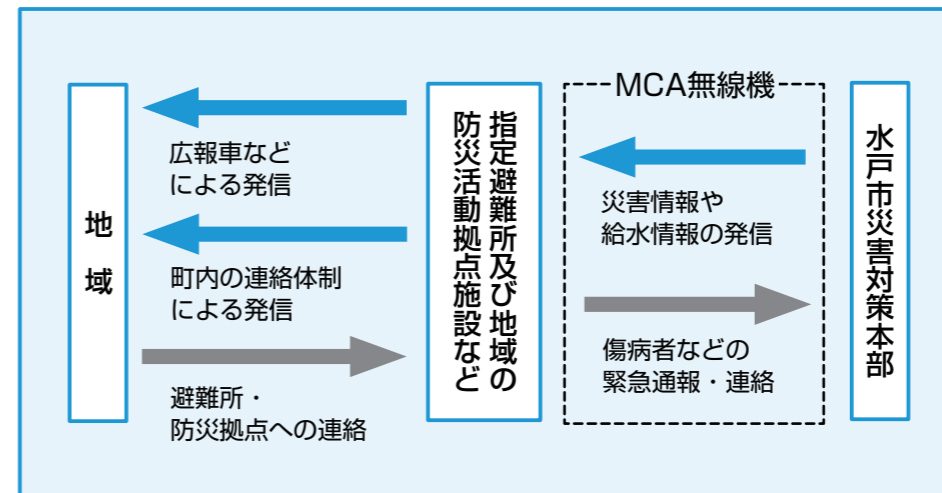 地域
広報車など
による発信
町内の連絡体制
による発信
避難所・
防災拠点への連絡
指定避難所及び地域の
防災活動拠点施設など
MCA無線機
災害情報や
給水情報の発信
傷病者などの
緊急通報・連絡
水戸市災害対策本部